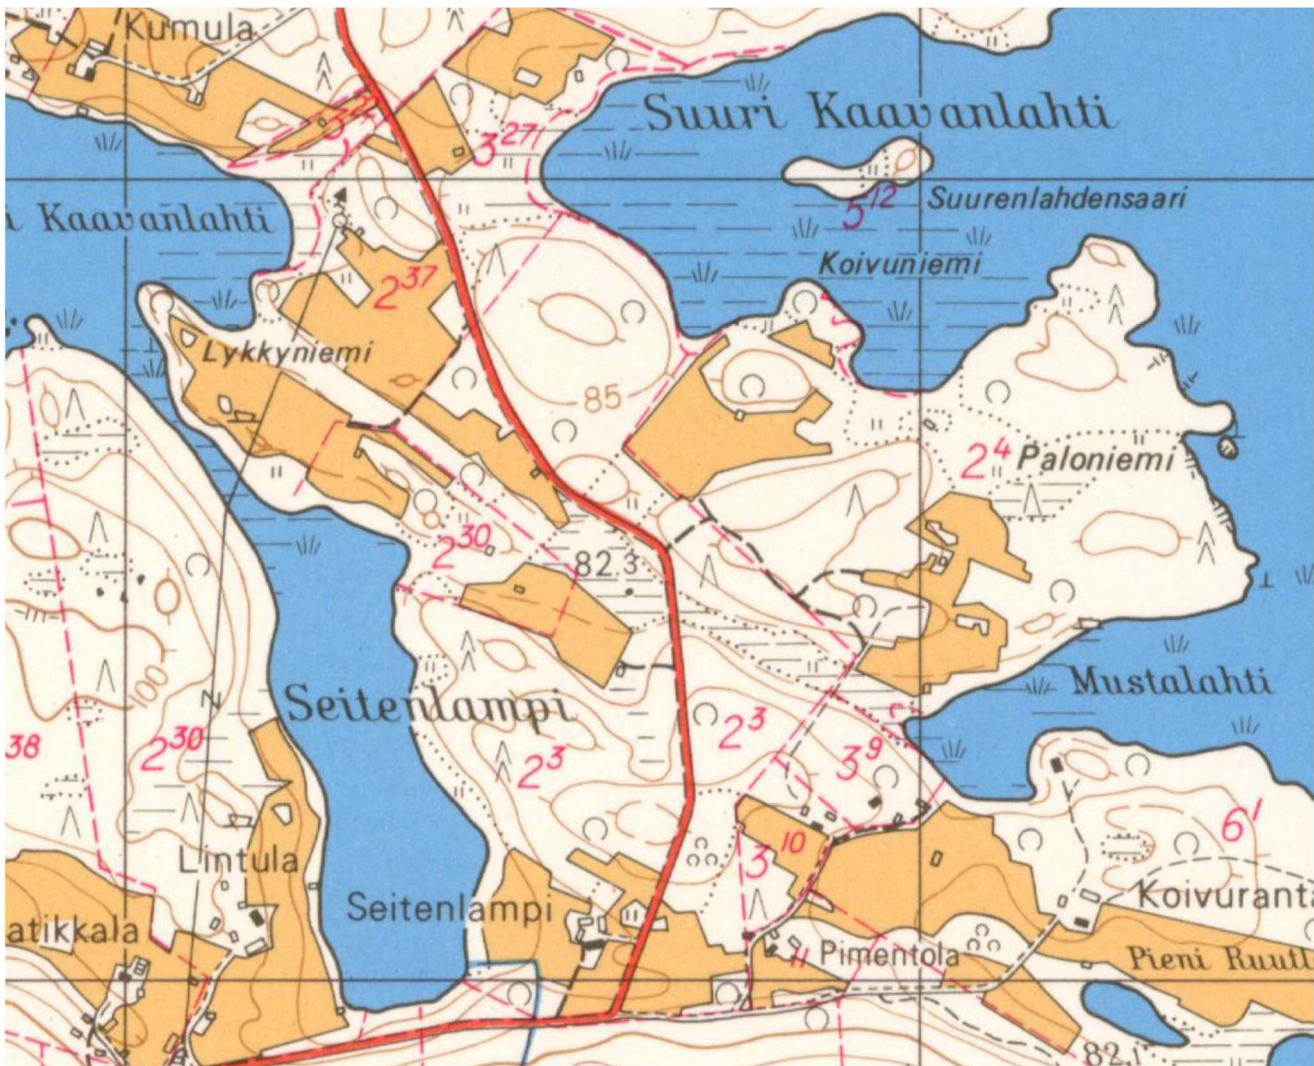 Kumula
Suuri Kaavanlahti
3²⁷
5¹²
Suurenlahdensaari
i Kaavanlahti
Koivuniemi
2³⁷
Lykkyniemi
85
2⁴
Paloniemi
2³⁰
82.3
100
N
Seitenlampi
Mustalahti
38
2³⁰
2³
2³
3⁹
6¹
Lintula
3
10
Seitenlampi
Koivuranta
atikkala
11
Pimentola
Pieni Ruutl
82.1